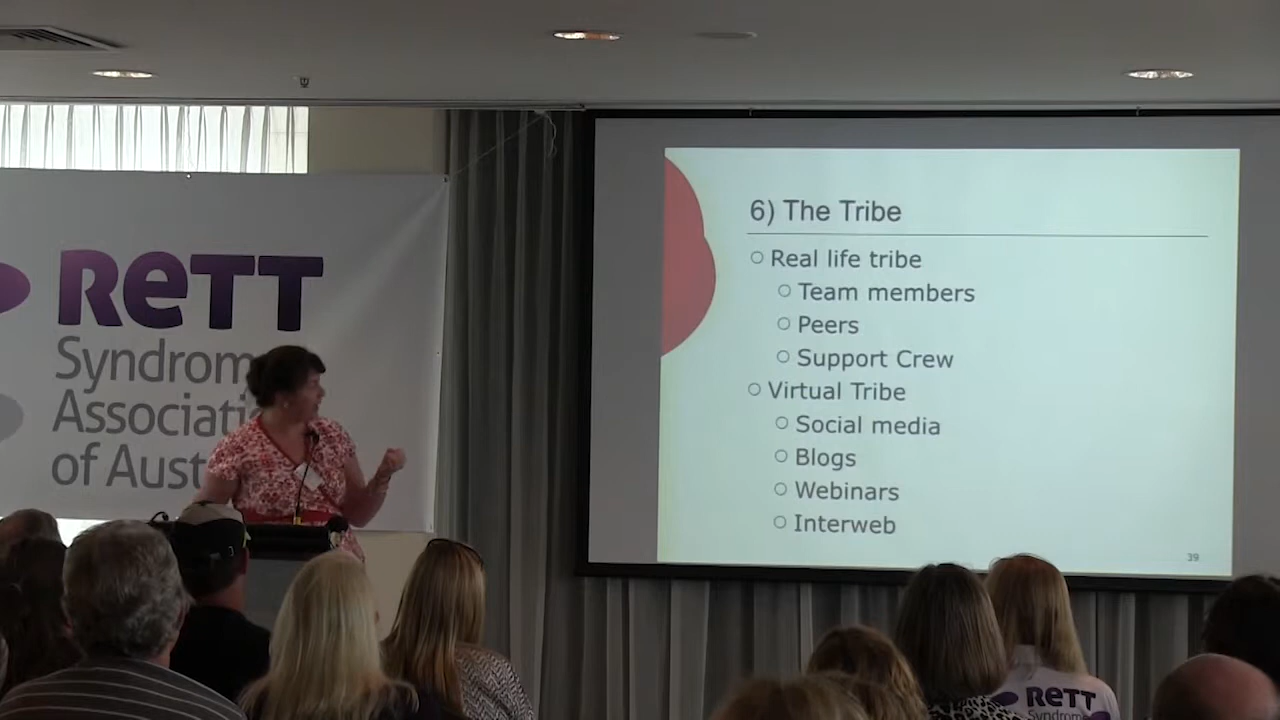 RETT
Syndrom
Associati
of Aust
6) The Tribe
Real life tribe
Team members
Peers
Support Crew
Virtual Tribe
Social media
Blogs
Webinars
Interweb
39
RETT
Syndrom